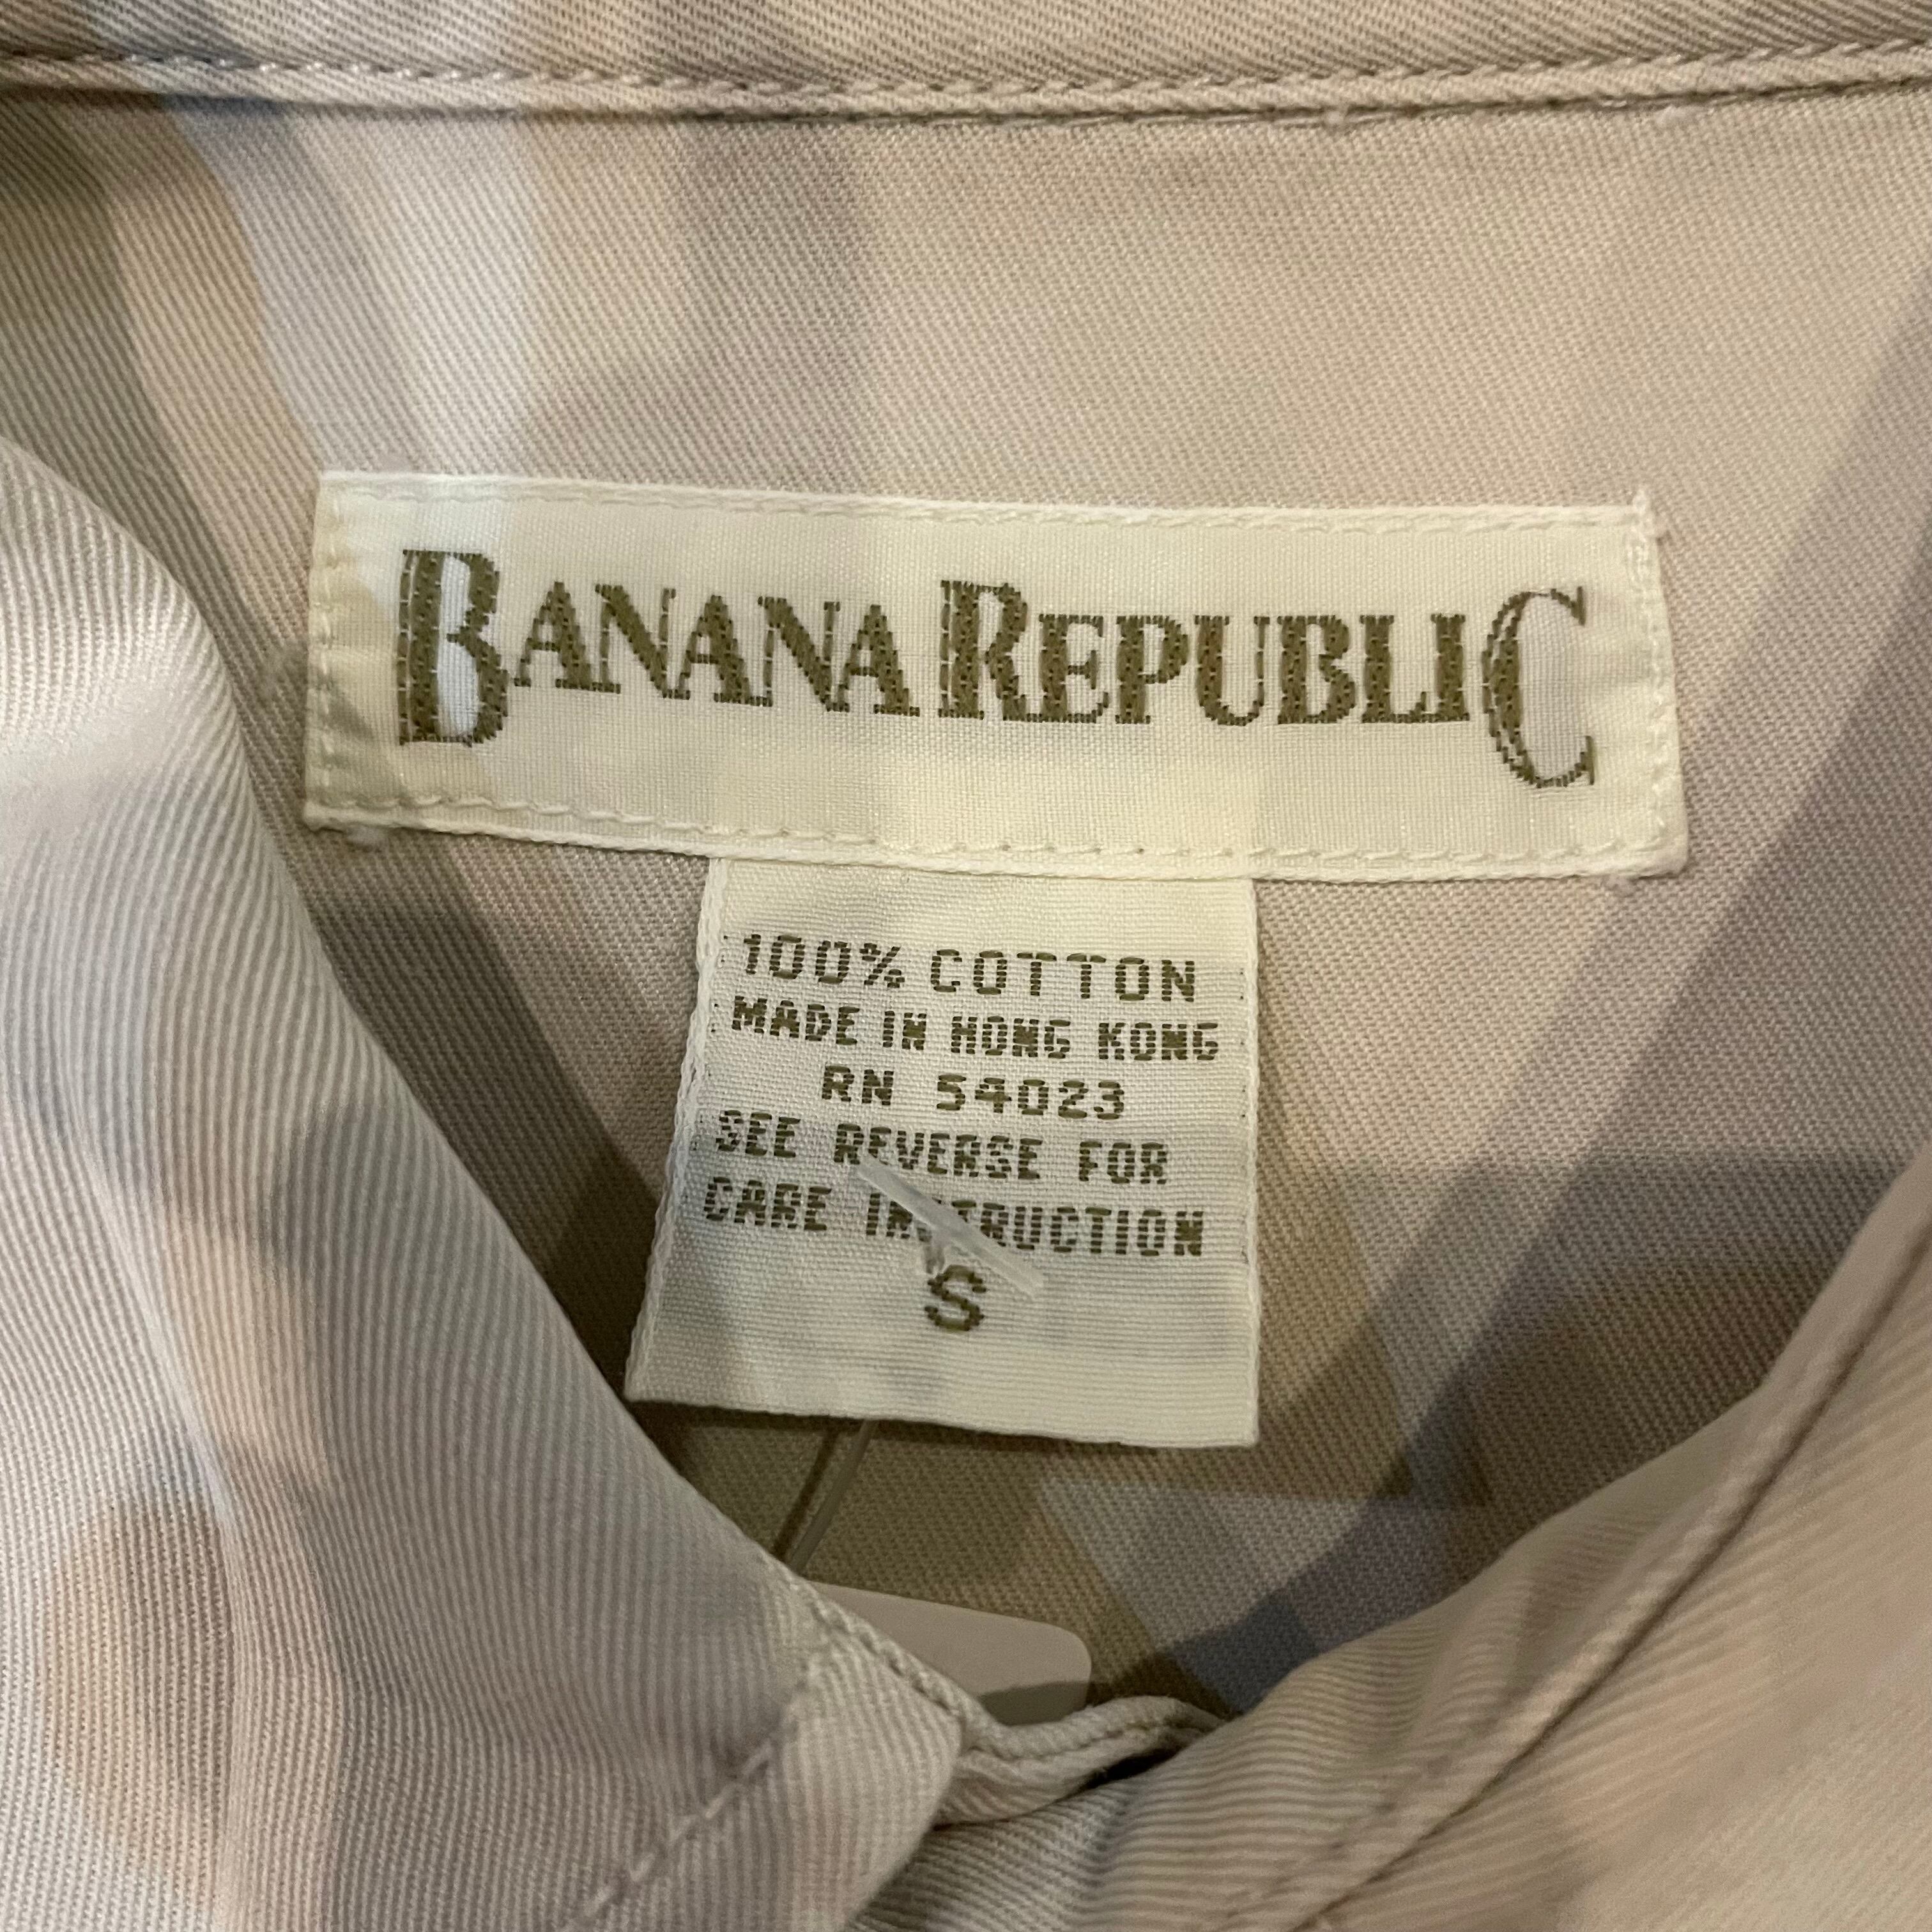 BANANA REPUBLIC
100% COTTON
MADE IN HONG KONG
RN 54023
SEE REVERSE FOR
CARE INSTRUCTION
S